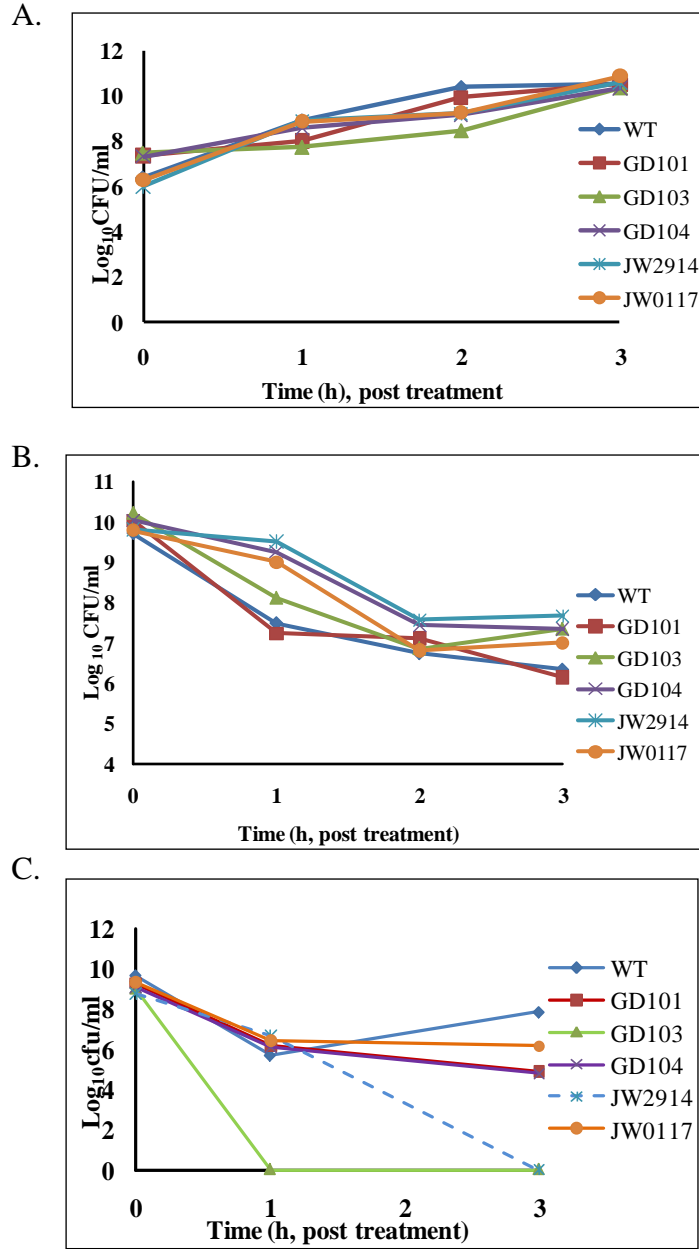 A.
12
10
8
6
4
2
0
Log10CFU/ml
0 1 2 3
Time (h), post treatment
WT
GD101
GD103
GD104
JW2914
JW0117
B.
11
10
9
8
7
6
5
4
Log 10 CFU/ml
0 1 2 3
Time (h, post treatment)
WT
GD101
GD103
GD104
JW2914
JW0117
C.
12
10
8
6
4
2
0
Log10cfu/ml
0 1 2 3
Time (h, post treatment)
WT
GD101
GD103
GD104
JW2914
JW0117